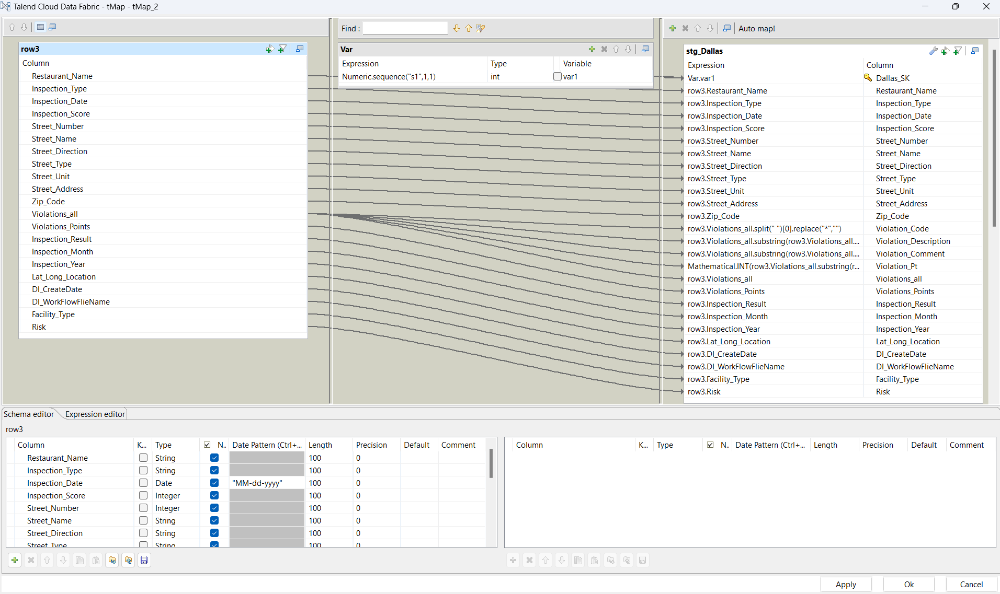 Talend Cloud Data Fabric - tMap - tMap_2
Find :
Auto map!
row3
Column
Restaurant_Name
Inspection_Type
Inspection_Date
Inspection_Score
Street_Number
Street_Name
Street_Direction
Street_Type
Street_Unit
Street_Address
Zip_Code
Violations_all
Violations_Points
Inspection_Result
Inspection_Month
Inspection_Year
Lat_Long_Location
DI_CreateDate
DI_WorkFlowFlieName
Facility_Type
Risk
Var
Expression Type Variable
Numeric.sequence("s1",1,1) int var1
stg_Dallas
Expression Column
Var.var1 Dallas_SK
row3.Restaurant_Name Restaurant_Name
row3.Inspection_Type Inspection_Type
row3.Inspection_Date Inspection_Date
row3.Inspection_Score Inspection_Score
row3.Street_Number Street_Number
row3.Street_Name Street_Name
row3.Street_Direction Street_Direction
row3.Street_Type Street_Type
row3.Street_Unit Street_Unit
row3.Street_Address Street_Address
row3.Zip_Code Zip_Code
row3.Violations_all.split(" ")[0].replace("*","") Violation_Code
row3.Violations_all.substring(row3.Violations_all.... Violation_Description
row3.Violations_all.substring(row3.Violations_all.... Violation_Comment
Mathematical.INT(row3.Violations_all.substring(r... Violation_Pt
row3.Violations_all Violations_all
row3.Violations_Points Violations_Points
row3.Inspection_Result Inspection_Result
row3.Inspection_Month Inspection_Month
row3.Inspection_Year Inspection_Year
row3.Lat_Long_Location Lat_Long_Location
row3.DI_CreateDate DI_CreateDate
row3.DI_WorkFlowFlieName DI_WorkFlowFlieName
row3.Facility_Type Facility_Type
row3.Risk Risk
Schema editor Expression editor
row3
Column K... Type N.. Date Pattern (Ctrl+... Length Precision Default Comment
Restaurant_Name String 100 0
Inspection_Type String 100 0
Inspection_Date Date "MM-dd-yyyy" 100 0
Inspection_Score Integer 100 0
Street_Number Integer 100 0
Street_Name String 100 0
Street_Direction String 100 0
Street_Type String 100 0
Column K... Type N.. Date Pattern (Ctrl+... Length Precision Default Comment
Apply Ok Cancel